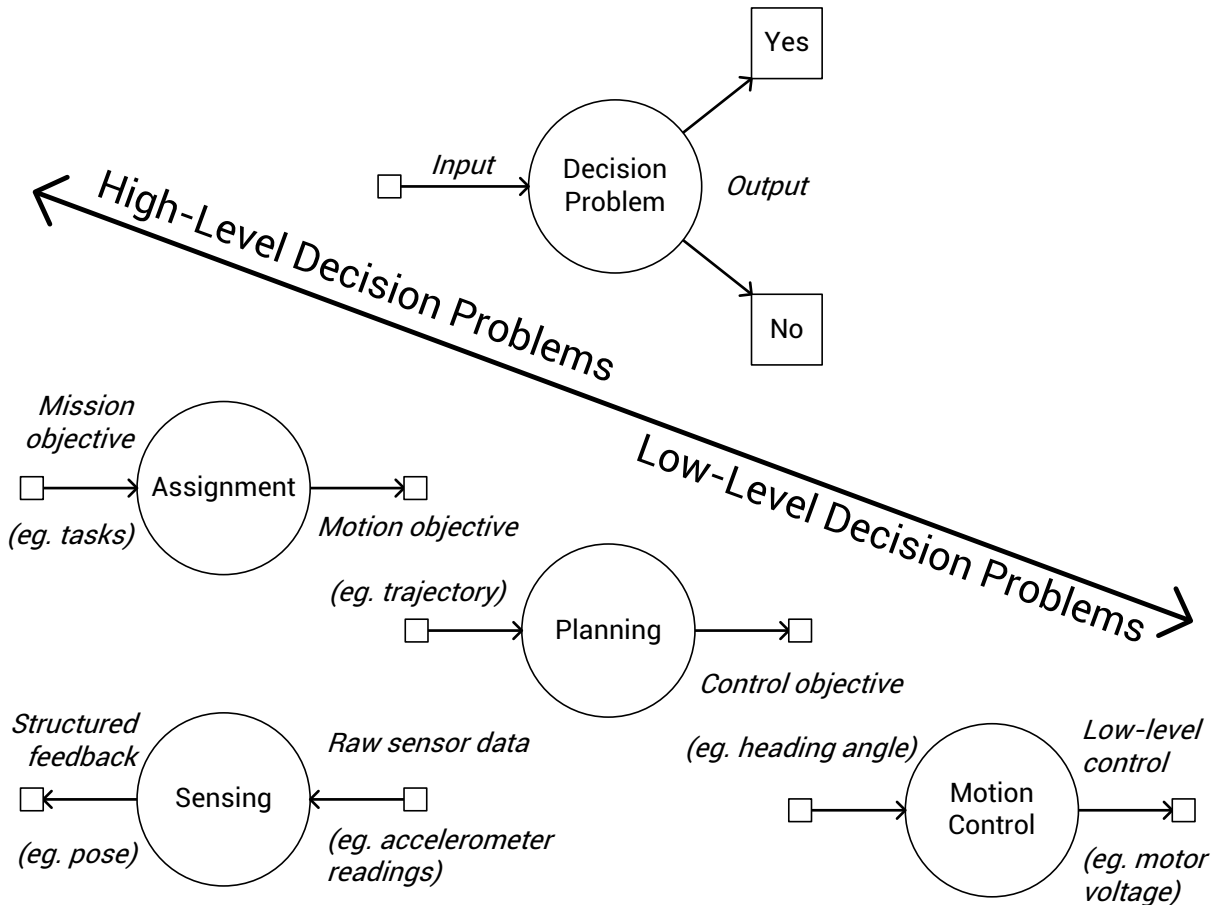 Yes
Input
Decision
Problem
Output
No
High-Level Decision Problems
Low-Level Decision Problems
Mission
objective
Assignment
(eg. tasks)
Motion objective
(eg. trajectory)
Planning
Control objective
Structured
feedback
Sensing
Raw sensor data
(eg. pose)
(eg. accelerometer
readings)
(eg. heading angle)
Motion
Control
Low-level
control
(eg. motor
voltage)